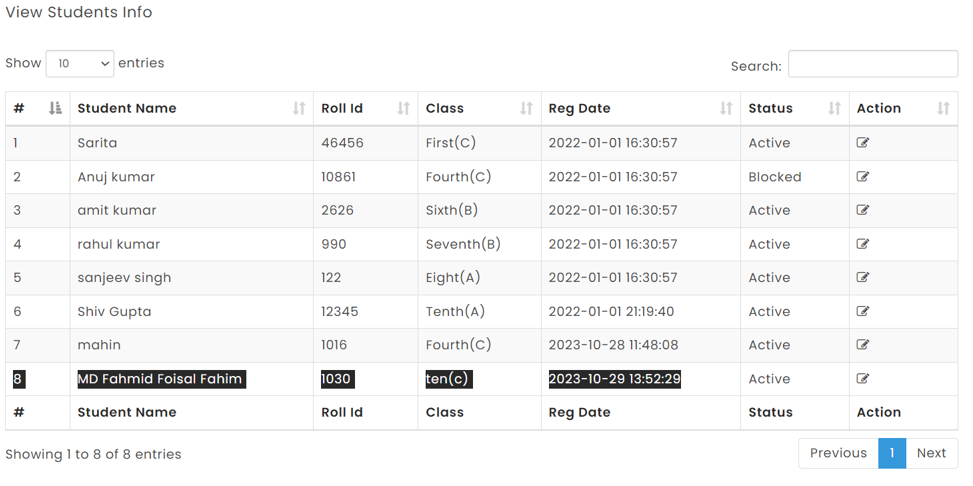 View Students Info
Show 10 entries
Search:
# Student Name Roll Id Class Reg Date Status Action
1 Sarita 46456 First(C) 2022-01-01 16:30:57 Active
2 Anuj kumar 10861 Fourth(C) 2022-01-01 16:30:57 Blocked
3 amit kumar 2626 Sixth(B) 2022-01-01 16:30:57 Active
4 rahul kumar 990 Seventh(B) 2022-01-01 16:30:57 Active
5 sanjeev singh 122 Eight(A) 2022-01-01 16:30:57 Active
6 Shiv Gupta 12345 Tenth(A) 2022-01-01 21:19:40 Active
7 mahin 1016 Fourth(C) 2023-10-28 11:48:08 Active
8 MD Fahmid Foisal Fahim 1030 ten(c) 2023-10-29 13:52:29 Active
# Student Name Roll Id Class Reg Date Status Action
Showing 1 to 8 of 8 entries
Previous 1 Next